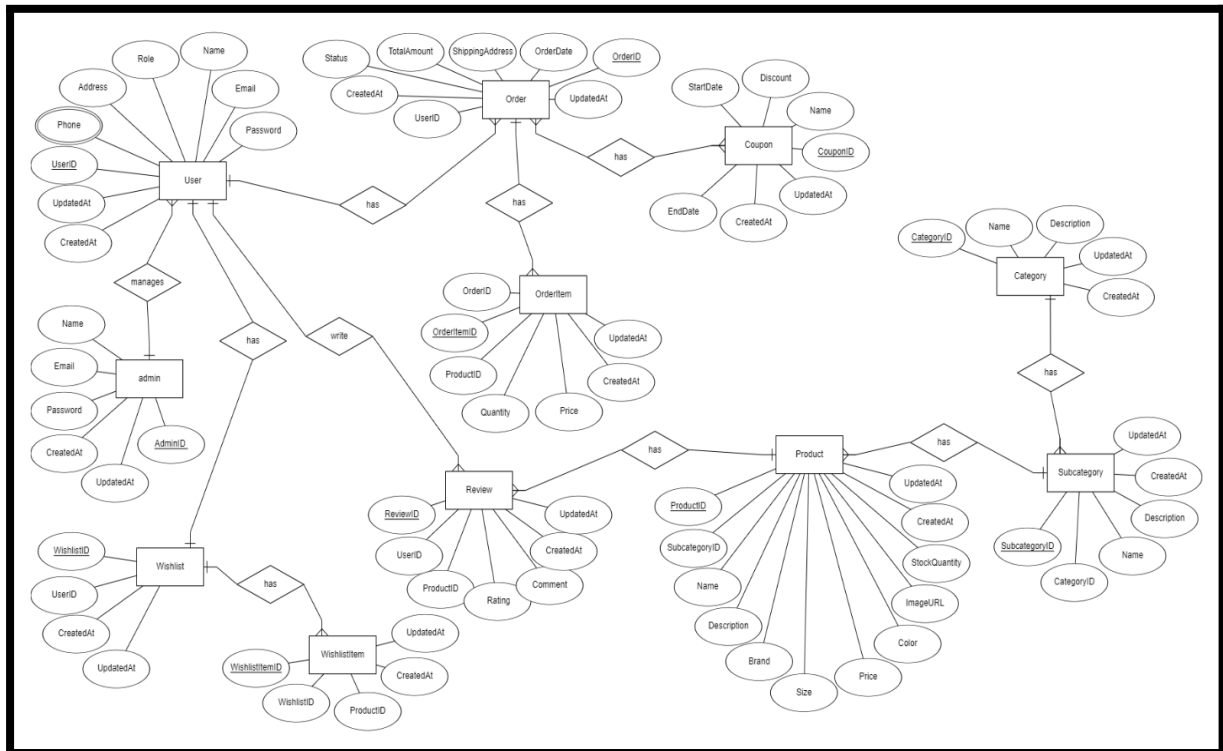 Name
Role
Address
Email
Phone
Password
UserID
User
UpdatedAt
CreatedAt
Status
TotalAmount
ShippingAddress
OrderDate
OrderID
CreatedAt
Order
UpdatedAt
UserID
StartDate
Discount
Name
Coupon
CouponID
UpdatedAt
EndDate
CreatedAt
has
has
has
manages
has
write
Name
Email
admin
Password
CreatedAt
AdminID
UpdatedAt
OrderID
OrderItem
OrderItemID
UpdatedAt
ProductID
CreatedAt
Quantity
Price
CategoryID
Name
Description
Category
UpdatedAt
CreatedAt
has
has
has
Review
ReviewID
UpdatedAt
UserID
CreatedAt
ProductID
Comment
Rating
Product
ProductID
UpdatedAt
SubcategoryID
CreatedAt
Name
StockQuantity
Description
ImageURL
Brand
Color
Size
Price
Subcategory
UpdatedAt
CreatedAt
Description
SubcategoryID
Name
CategoryID
WishlistID
Wishlist
UserID
CreatedAt
UpdatedAt
has
WishlistItem
UpdatedAt
WishlistItemID
CreatedAt
WishlistID
ProductID